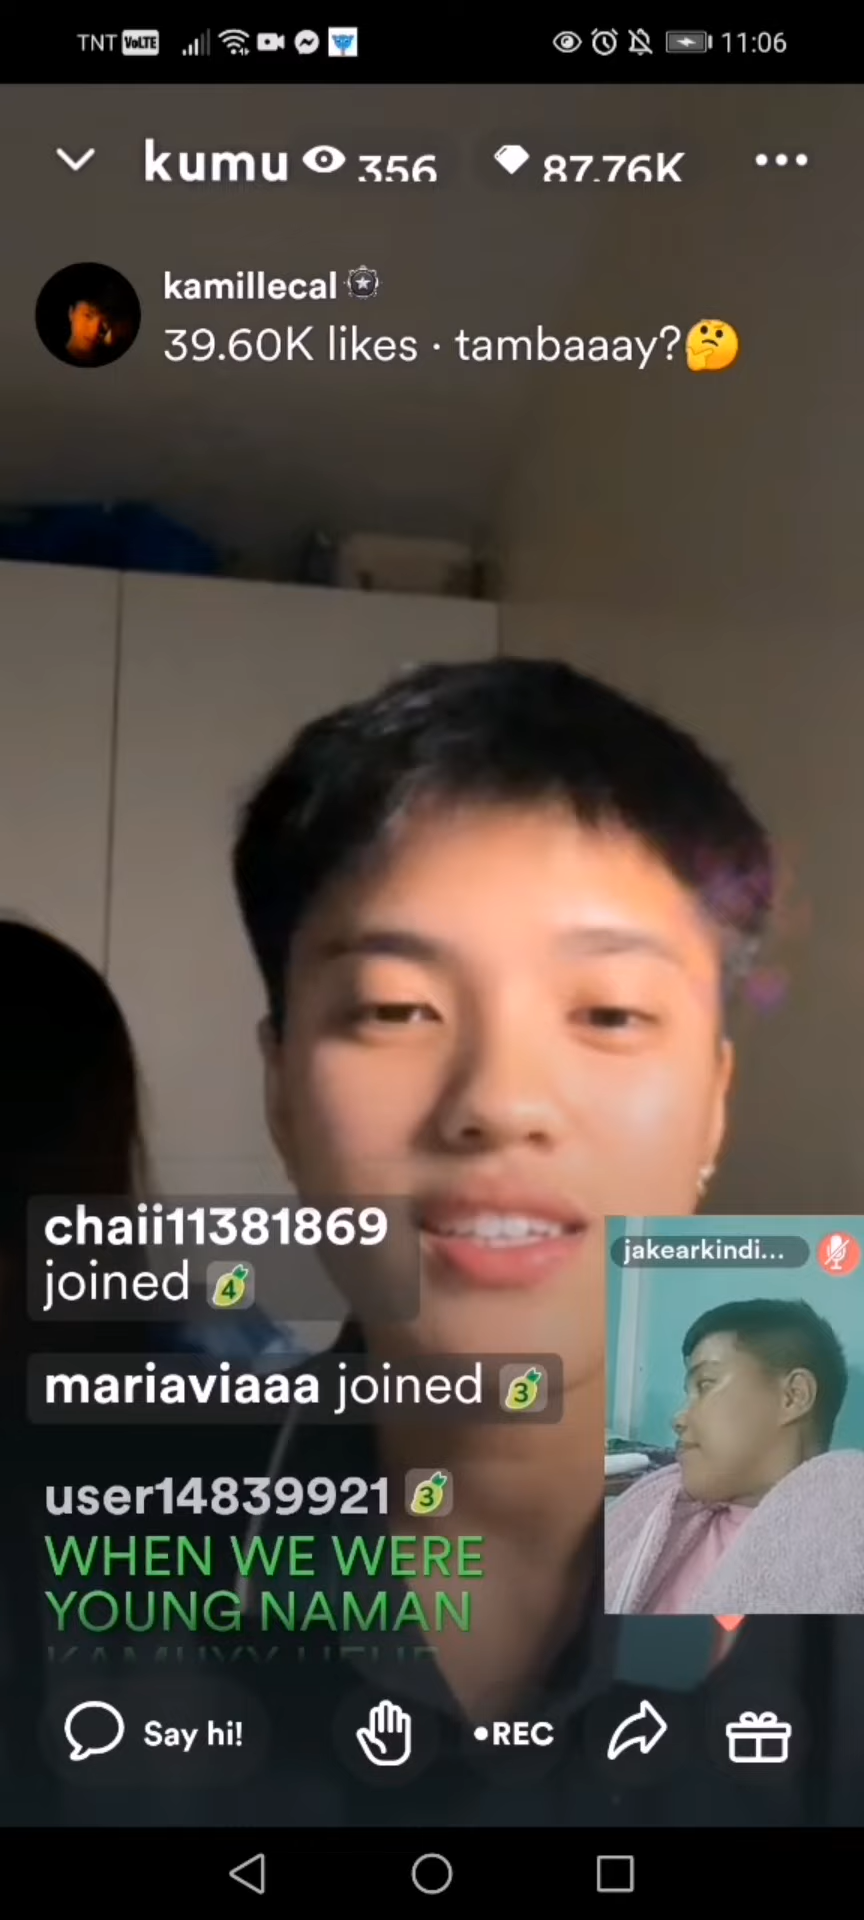 TNT VoLTE 11:06
kumu 356 87.76K
kamillecal
39.60K likes · tambaaay?🤔
chaii11381869
joined 4
jakearkindi...
mariaviaaa joined 3
user14839921 3
WHEN WE WERE
YOUNG NAMAN
Say hi! •REC